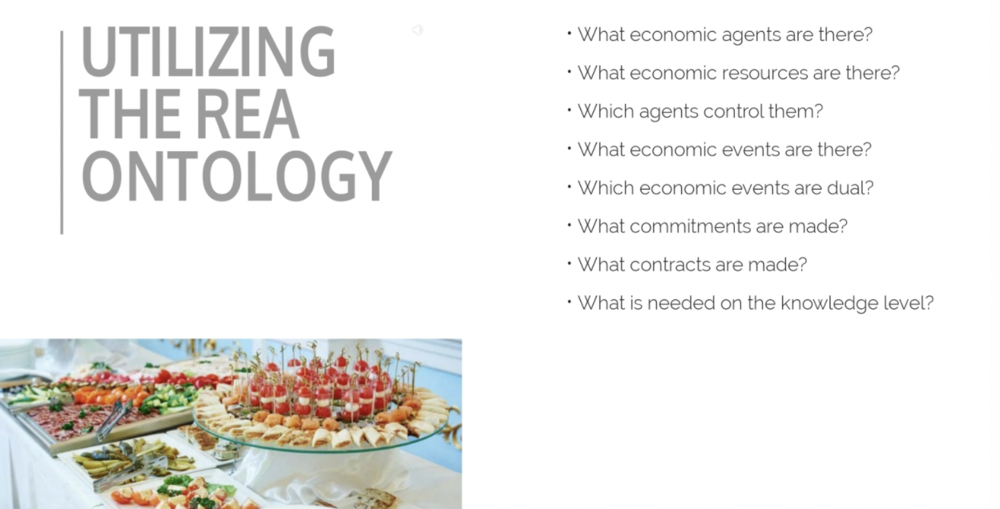 UTILIZING
THE REA
ONTOLOGY
• What economic agents are there?
• What economic resources are there?
• Which agents control them?
• What economic events are there?
• Which economic events are dual?
• What commitments are made?
• What contracts are made?
• What is needed on the knowledge level?